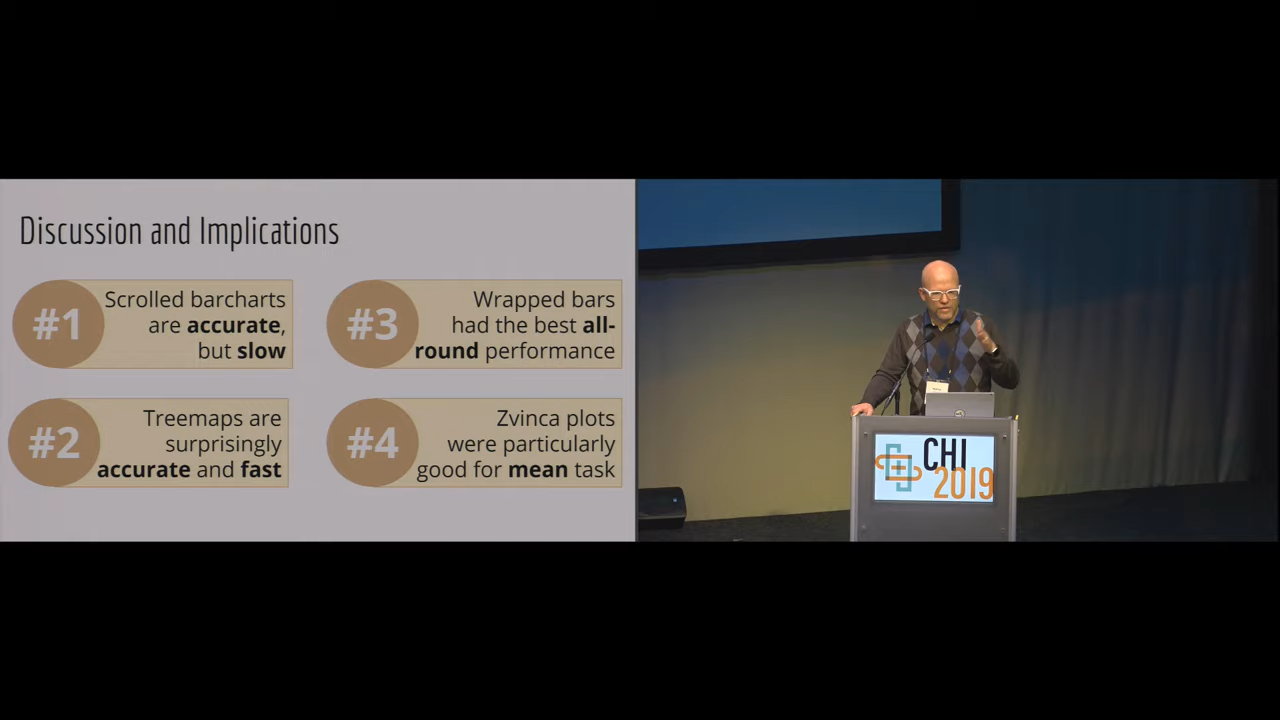 Discussion and Implications
#1
Scrolled barcharts
are accurate,
but slow
#2
Treemaps are
surprisingly
accurate and fast
#3
Wrapped bars
had the best all-
round performance
#4
Zvinca plots
were particularly
good for mean task
CHI
2019